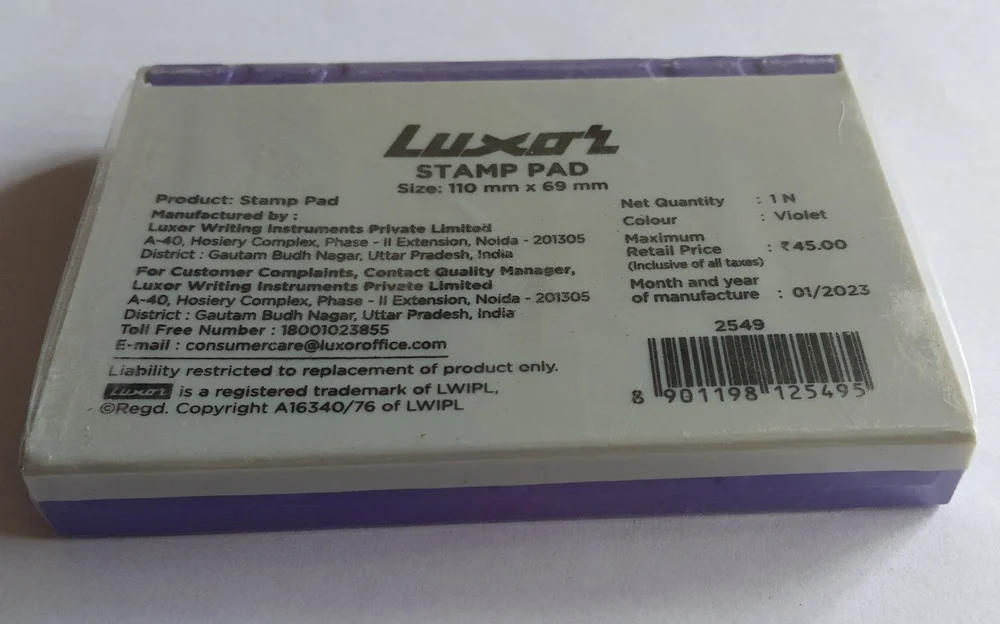 Luxor
STAMP PAD
Size: 110 mm x 69 mm
Product: Stamp Pad
Manufactured by :
Luxor Writing Instruments Private Limited
A-40, Hosiery Complex, Phase - II Extension, Noida - 201305
District : Gautam Budh Nagar, Uttar Pradesh, India
For Customer Complaints, Contact Quality Manager,
Luxor Writing Instruments Private Limited
A-40, Hosiery Complex, Phase - II Extension, Noida - 201305
District : Gautam Budh Nagar, Uttar Pradesh, India
Toll Free Number : 18001023855
E-mail : consumercare@luxoroffice.com
Liability restricted to replacement of product only.
Luxor is a registered trademark of LWIPL,
©Regd. Copyright A16340/76 of LWIPL
Net Quantity : 1 N
Colour : Violet
Maximum
Retail Price : ₹45.00
(Inclusive of all taxes)
Month and year
of manufacture : 01/2023
2549
8 901198 125495